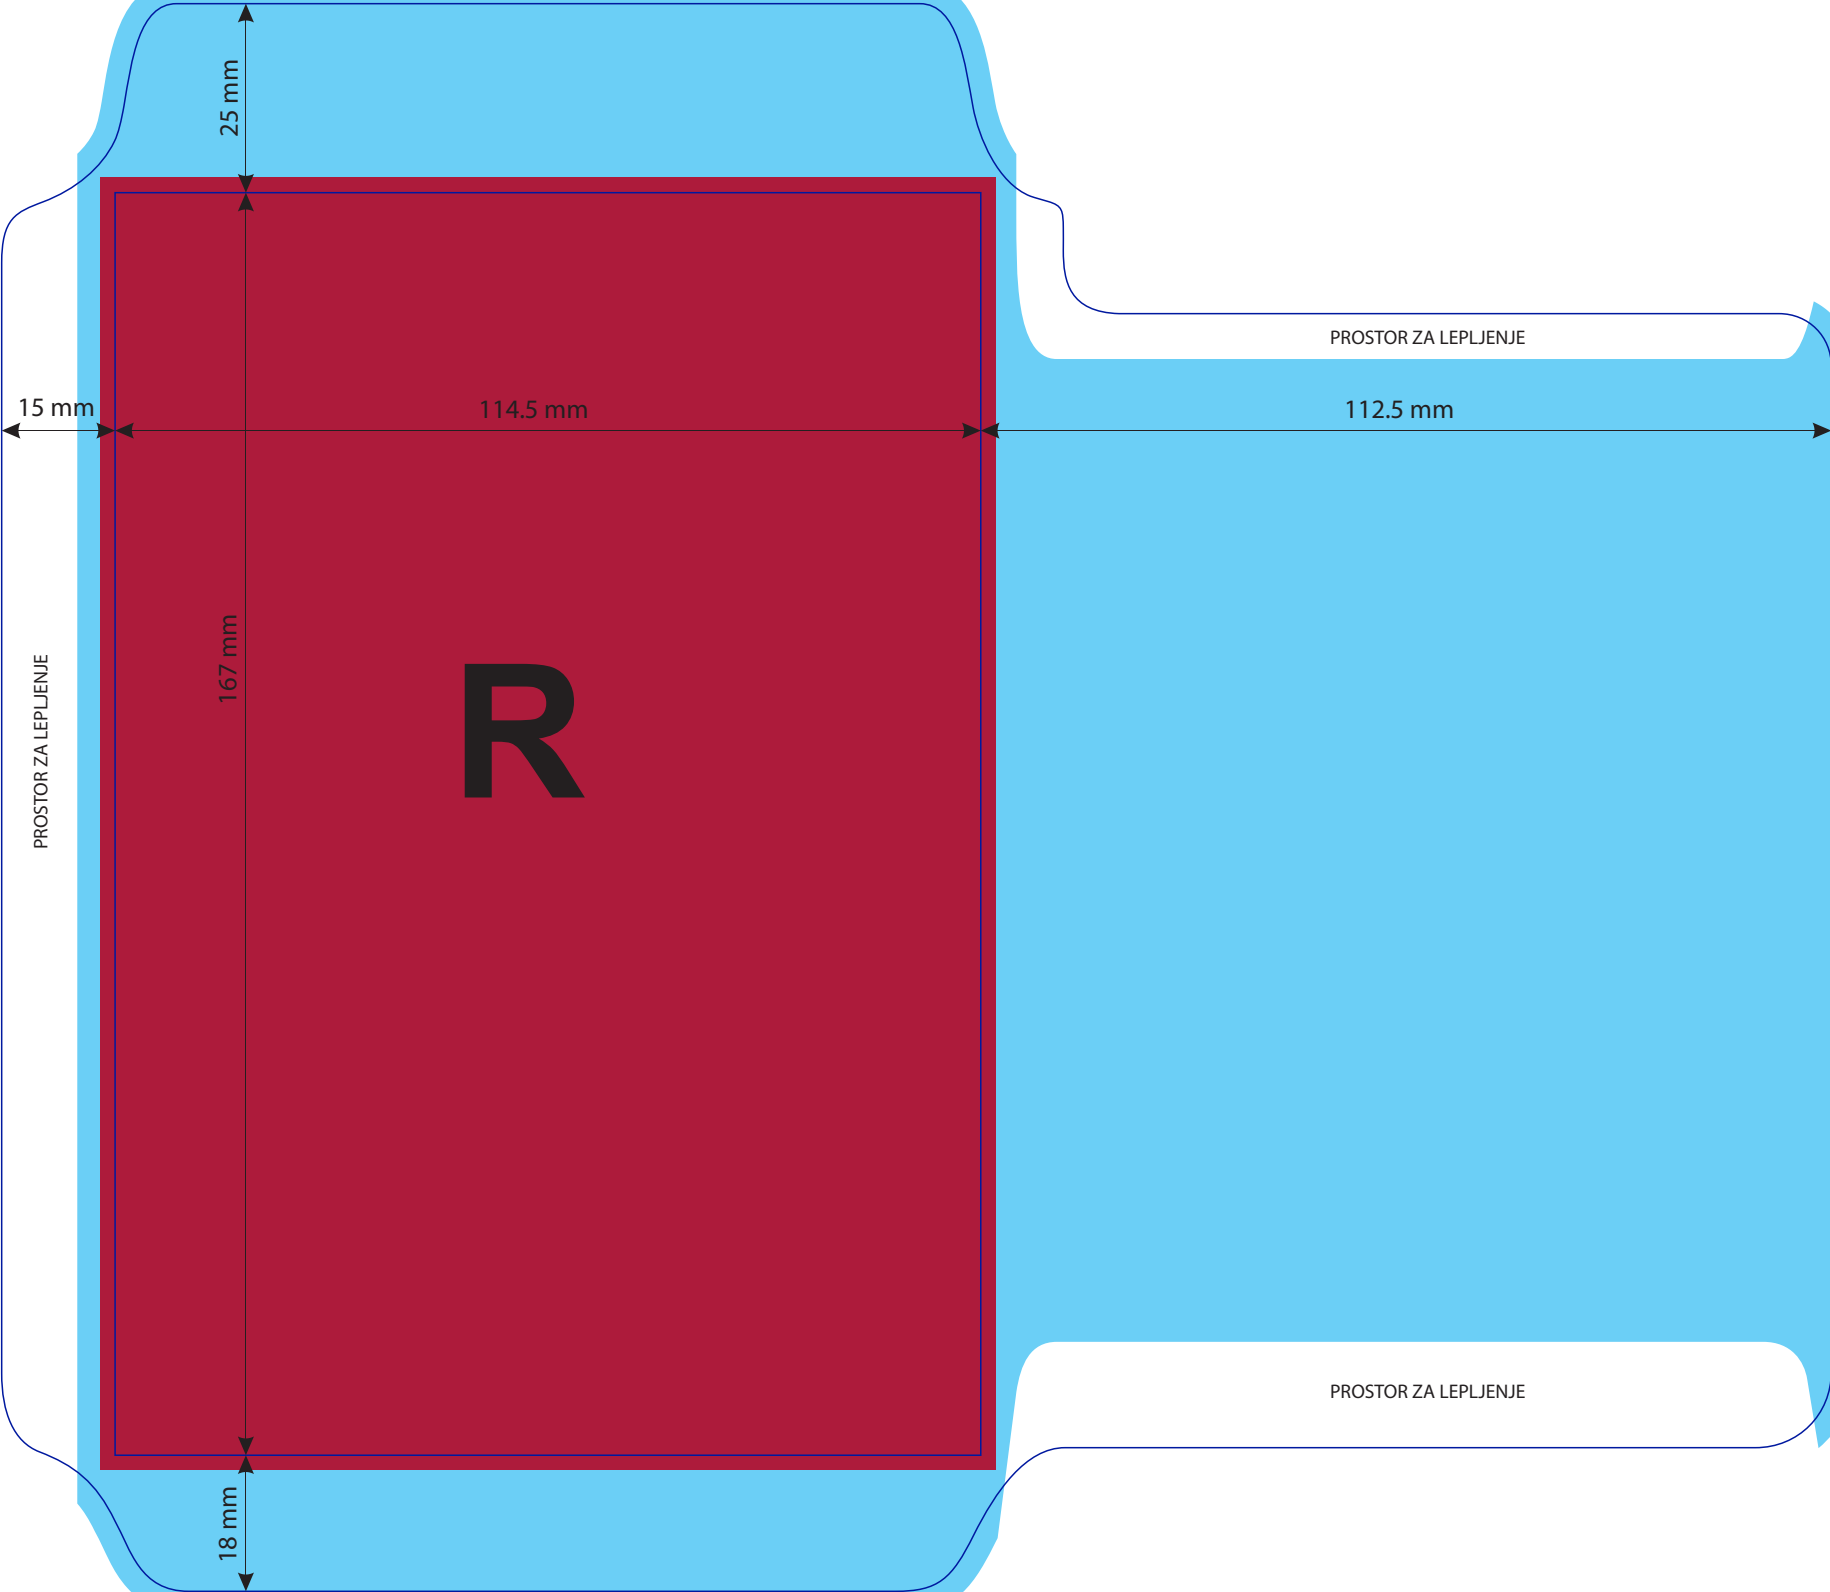 25 mm
PROSTOR ZA LEPLJENJE
15 mm
114.5 mm
112.5 mm
167 mm
R
PROSTOR ZA LEPLJENJE
PROSTOR ZA LEPLJENJE
18 mm